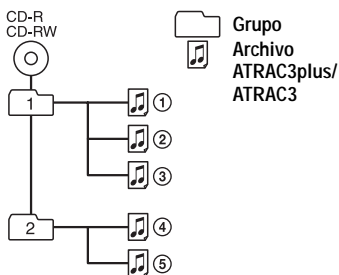 CD-R
CD-RW
Grupo
Archivo
ATRAC3plus/
ATRAC3
1
①
②
③
2
④
⑤